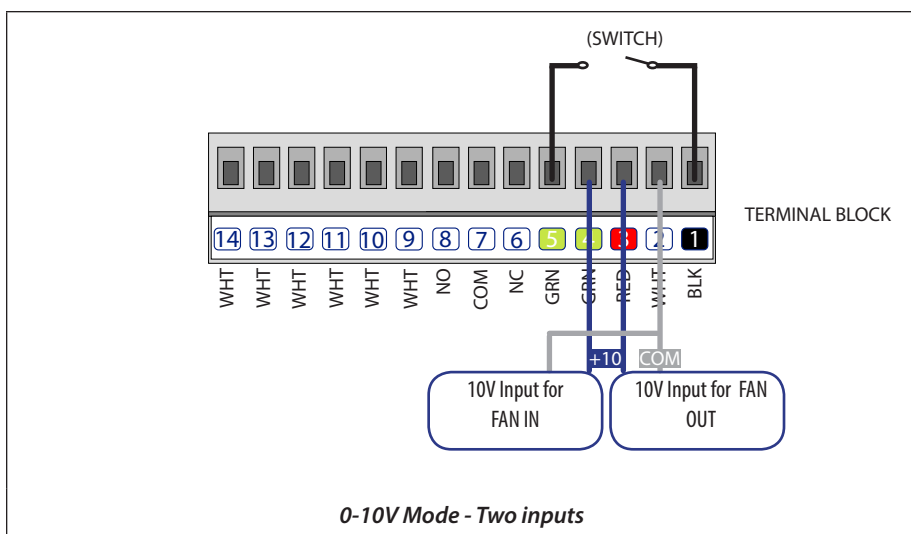 (SWITCH)
TERMINAL BLOCK
14 13 12 11 10 9 8 7 6 5 4 3 2 1
WHT WHT WHT WHT WHT WHT NO COM NC GRN GRN RED WHT BLK
+10 COM
10V Input for
FAN IN
10V Input for FAN
OUT
0-10V Mode - Two inputs